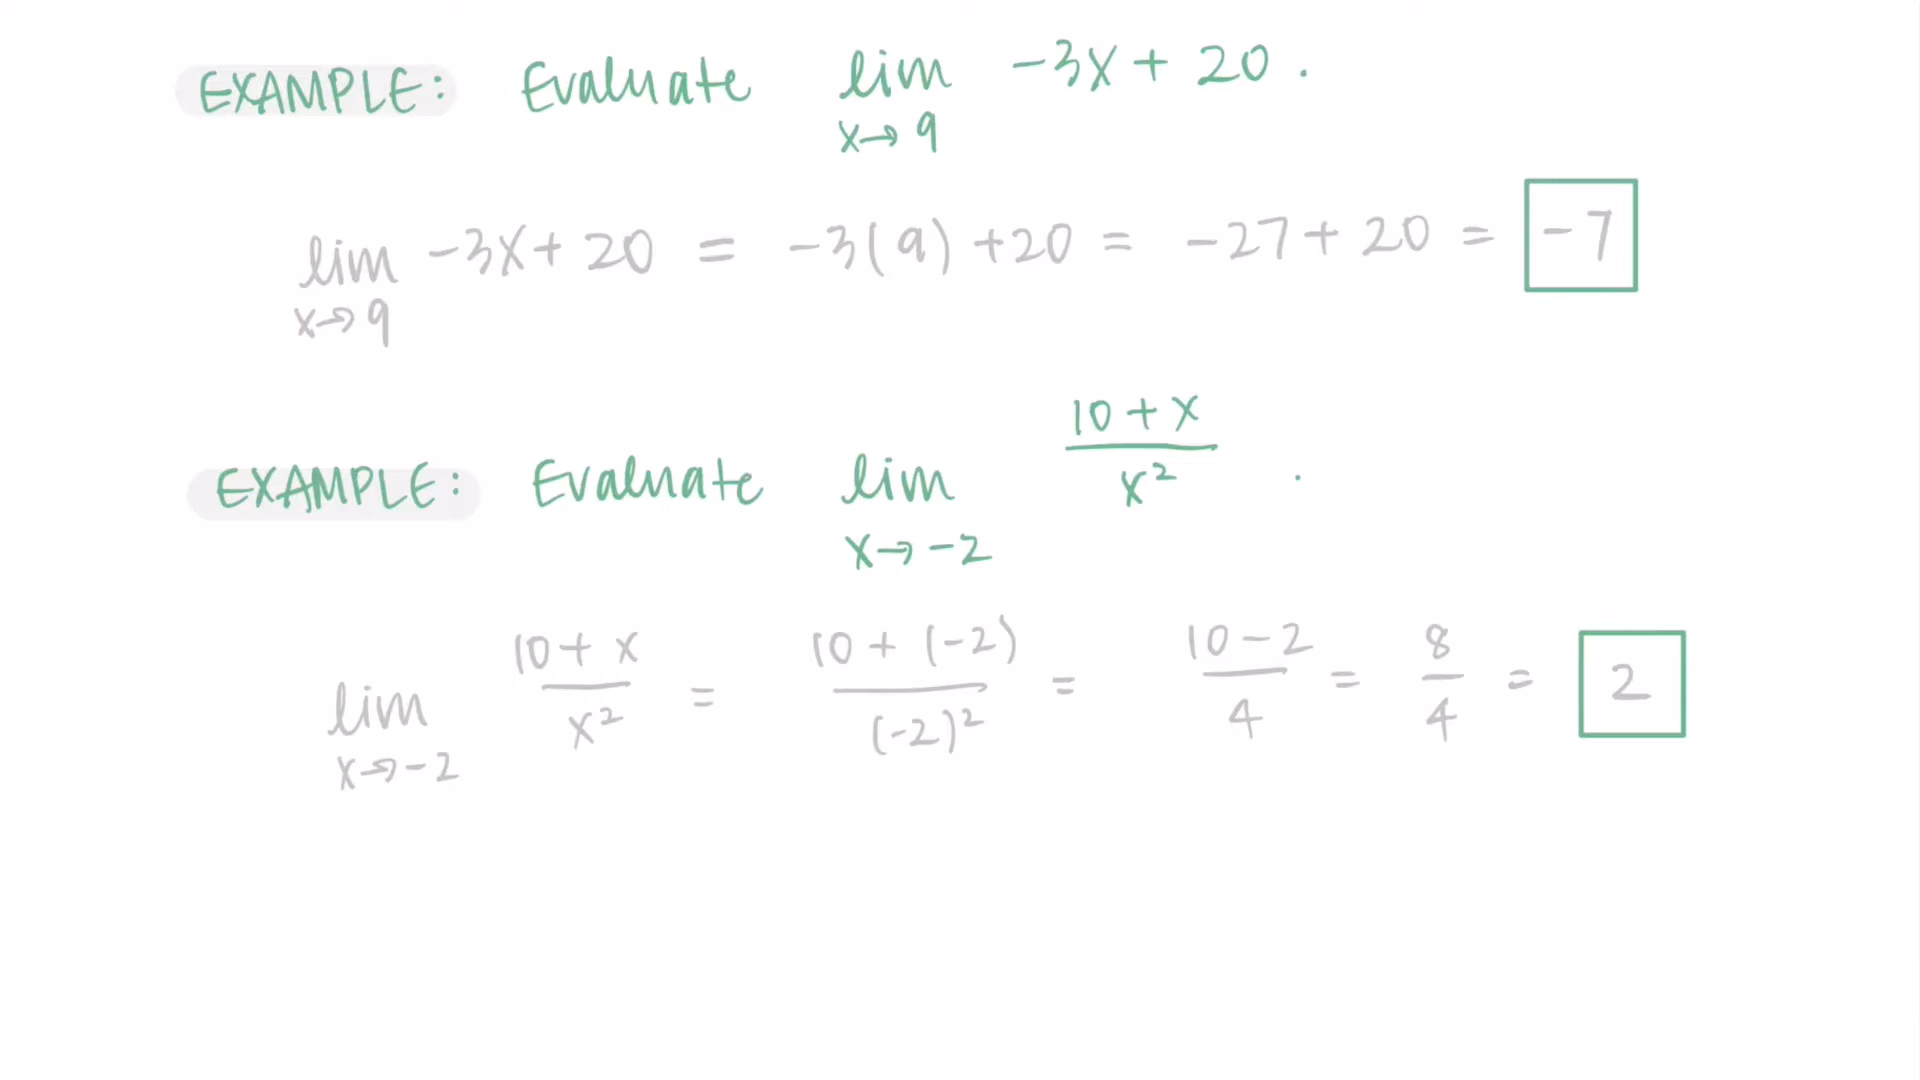 EXAMPLE: Evaluate lim -3x + 20 .
x→9
lim -3x + 20 = -3(9) + 20 = -27 + 20 = -7
x→9
10 + x
EXAMPLE: Evaluate lim .
x²
x→-2
10 + x 10 + (-2) 10 - 2 8
lim = = = = 2
x² (-2)² 4 4
x→-2